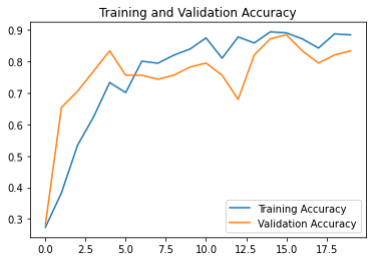 Training and Validation Accuracy
0.9
0.8
0.7
0.6
0.5
0.4
0.3
Training Accuracy
Validation Accuracy
0.0 2.5 5.0 7.5 10.0 12.5 15.0 17.5